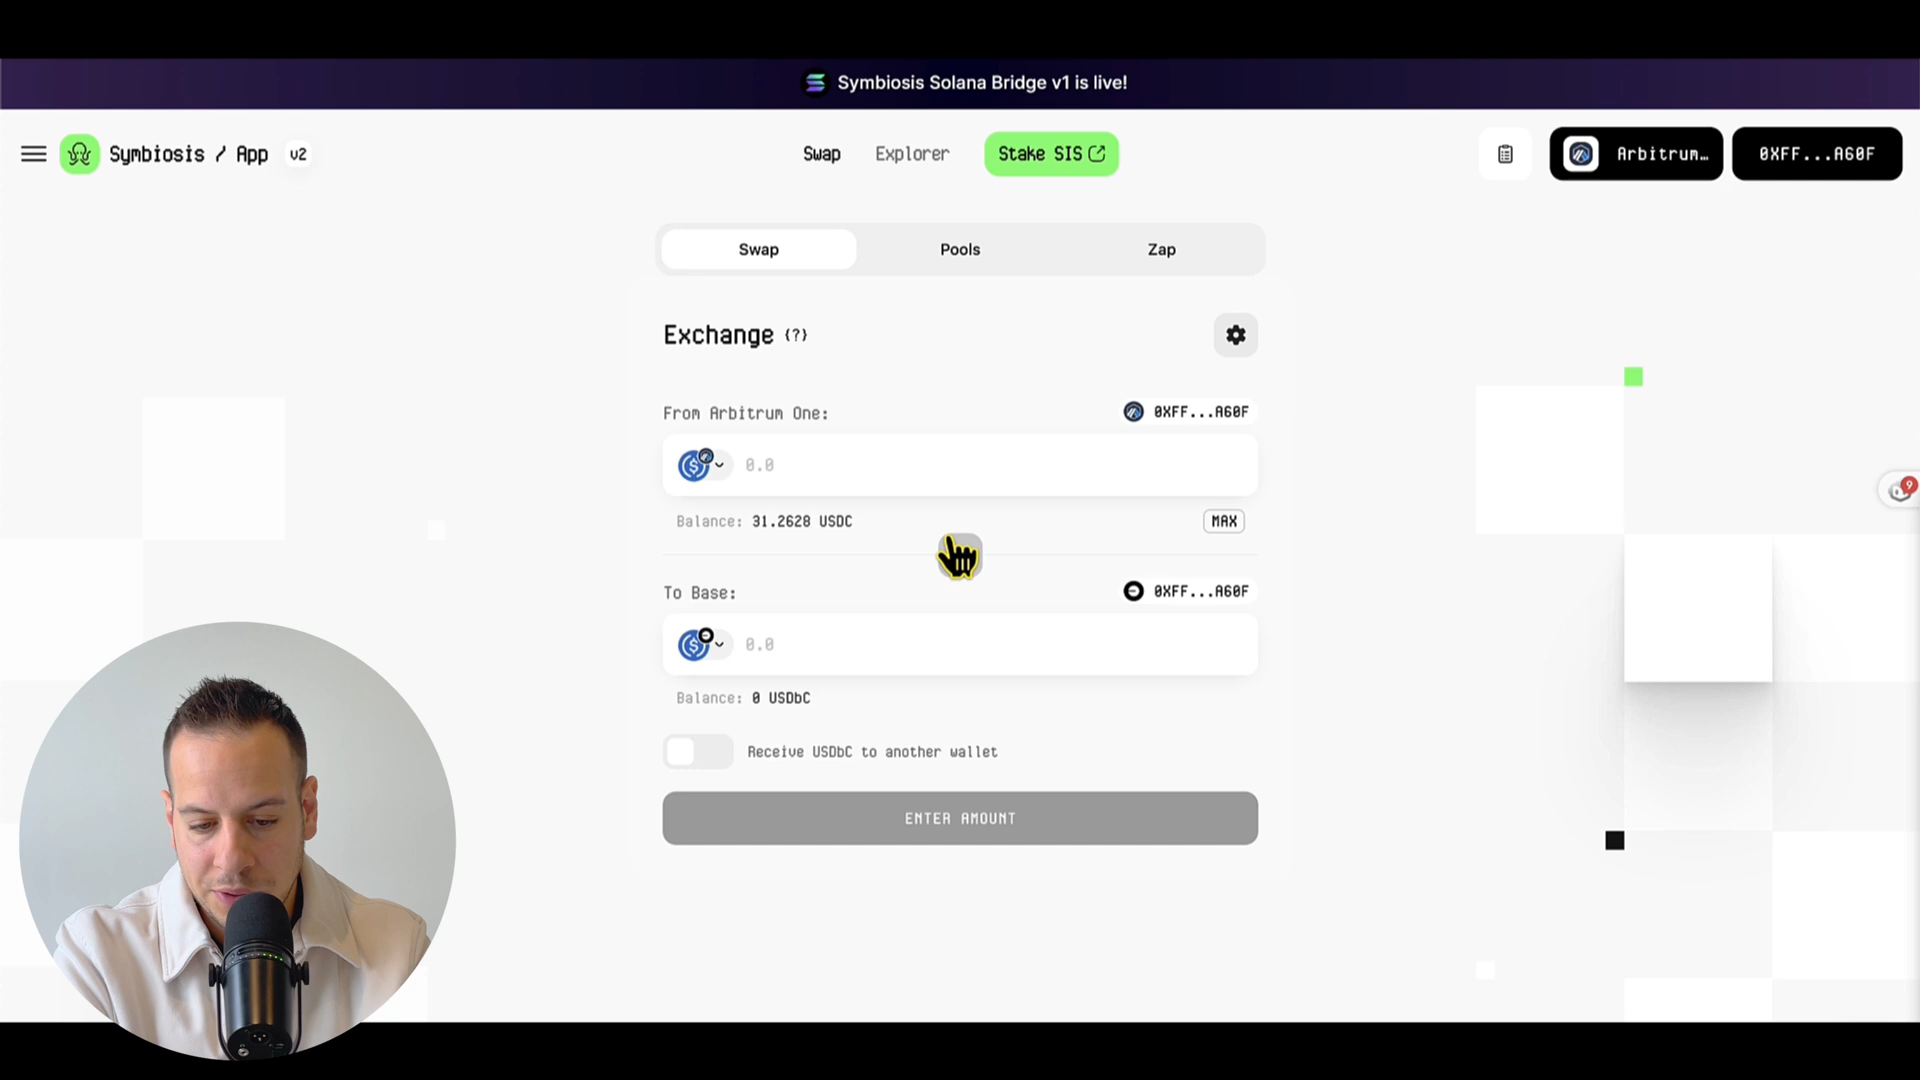 Symbiosis Solana Bridge v1 is live!
Symbiosis / App v2
Swap Explorer Stake SIS
Arbitrum… 0XFF...A60F
Swap Pools Zap
Exchange {?}
From Arbitrum One: 0XFF...A60F
0.0
Balance: 31.2628 USDC MAX
To Base: 0XFF...A60F
0.0
Balance: 0 USDbC
Receive USDbC to another wallet
ENTER AMOUNT
9